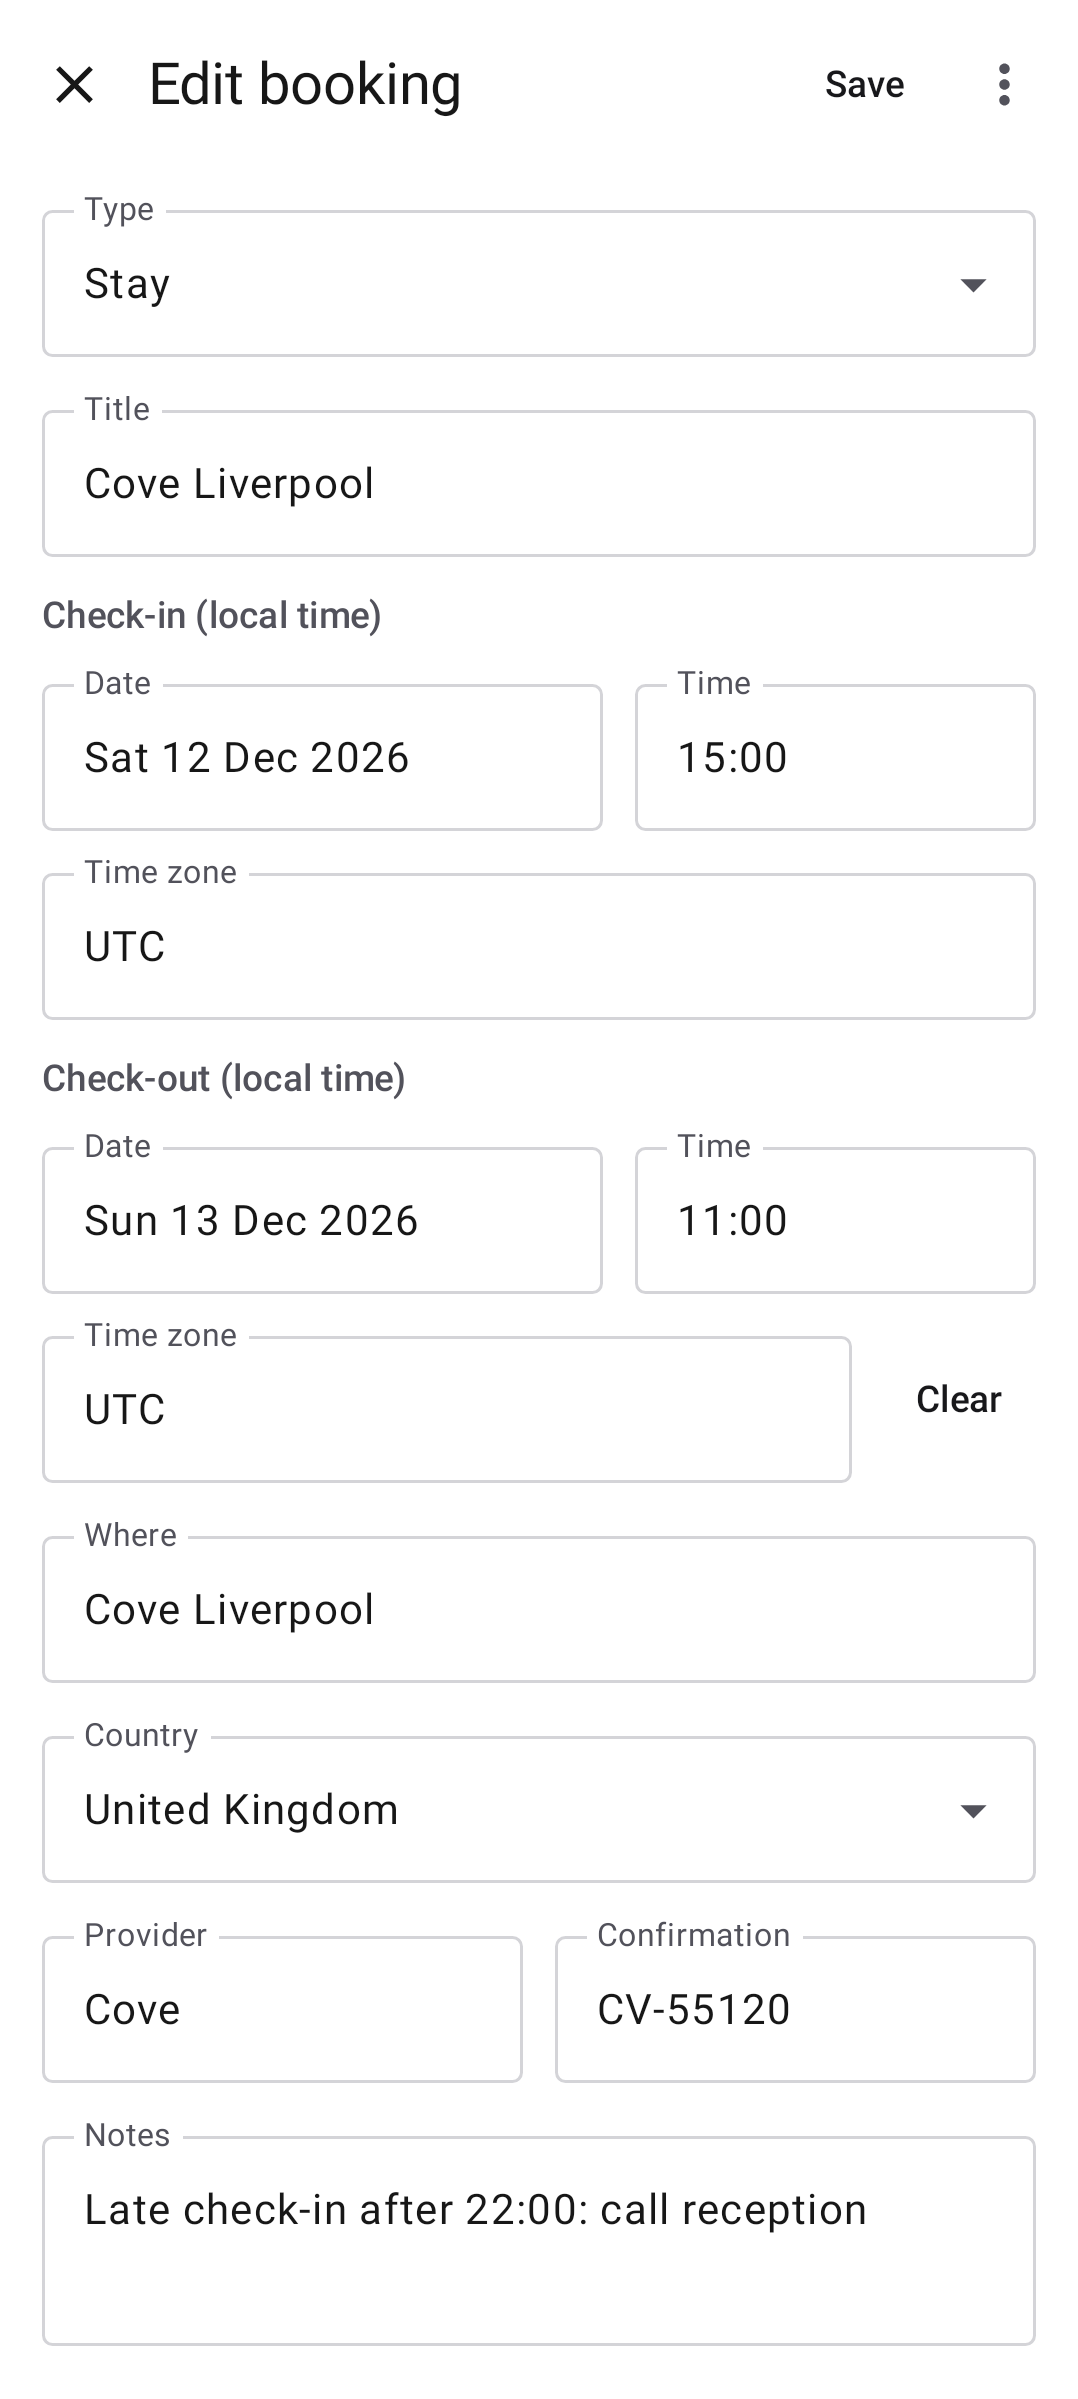 Edit booking
Save
Type
Stay
Title
Cove Liverpool
Check-in (local time)
Date
Sat 12 Dec 2026
Time
15:00
Time zone
UTC
Check-out (local time)
Date
Sun 13 Dec 2026
Time
11:00
Time zone
UTC
Clear
Where
Cove Liverpool
Country
United Kingdom
Provider
Cove
Confirmation
CV-55120
Notes
Late check-in after 22:00: call reception